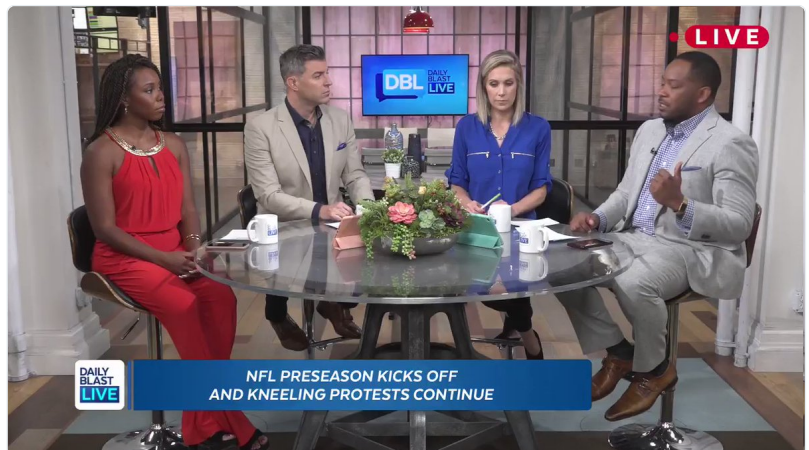 LIVE
DBL
DAILY
BLAST
LIVE
DAILY
BLAST
LIVE
NFL PRESEASON KICKS OFF
AND KNEELING PROTESTS CONTINUE